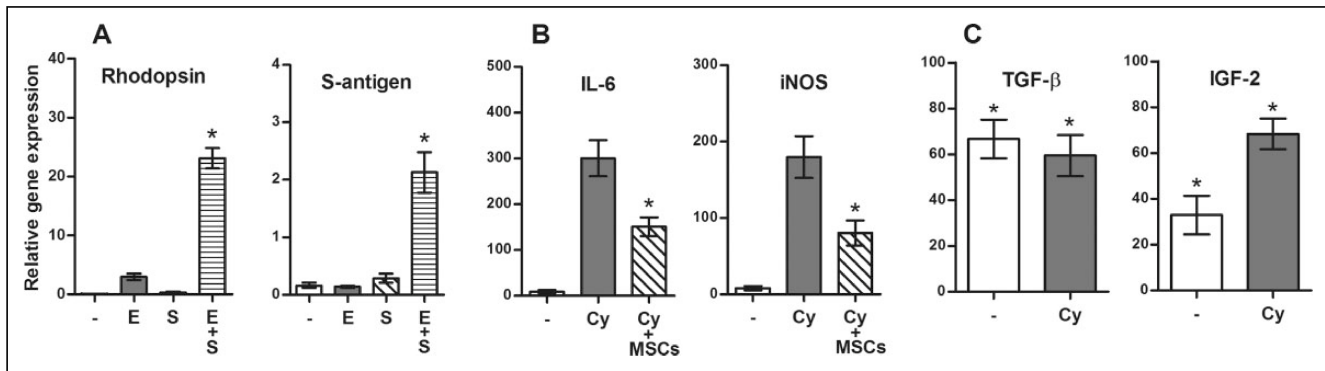 A
B
C
Relative gene expression
Rhodopsin
40
30
20
10
0
*
-
E
S
E
+
S
S-antigen
4
3
2
1
0
*
-
E
S
E
+
S
IL-6
500
400
300
200
100
0
*
-
Cy
Cy
+
MSCs
iNOS
300
200
100
0
*
-
Cy
Cy
+
MSCs
TGF-β
100
80
60
40
20
0
*
*
-
Cy
IGF-2
100
80
60
40
20
0
*
*
-
Cy